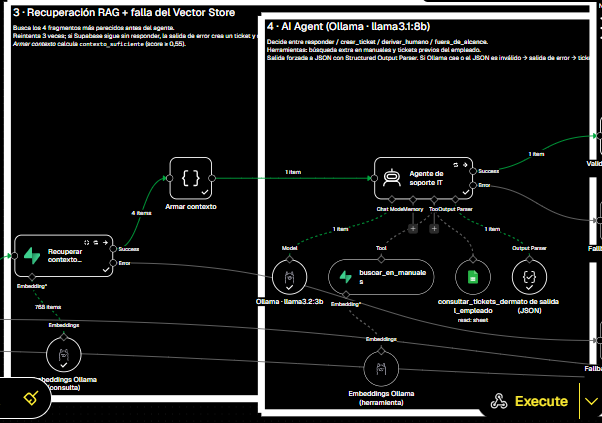 3 · Recuperación RAG + falla del Vector Store
Busca los 4 fragmentos más parecidos antes del agente.
Reintenta 3 veces; si Supabase sigue sin responder, la salida de error crea un ticket y
Armar contexto calcula contexto_suficiente (score ≥ 0,55).
4 · AI Agent (Ollama · llama3.1:8b)
Decide entre responder / crear_ticket / derivar_humano / fuera_de_alcance.
Herramientas: búsqueda extra en manuales y tickets previos del empleado.
Salida forzada a JSON con Structured Output Parser. Si Ollama cae o el JSON es inválido → salida de error → ticke
1 item
4 items
Armar contexto
1 item
Agente de
soporte IT
Success
Error
Chat Model
Memory
Tool
Output Parser
Recuperar
contexto...
Success
Error
Embedding*
768 items
Embeddings
Embeddings Ollama
(consulta)
1 item
1 item
Model
Tool
Output Parser
Ollama · llama3.2:3b
buscar_en_manuale
s
Embedding*
consultar_tickets_de
l_empleado
read: sheet
rmato de salida
(JSON)
Embeddings
Embeddings Ollama
(herramienta)
Valid
Fallb
Fallba
Execute